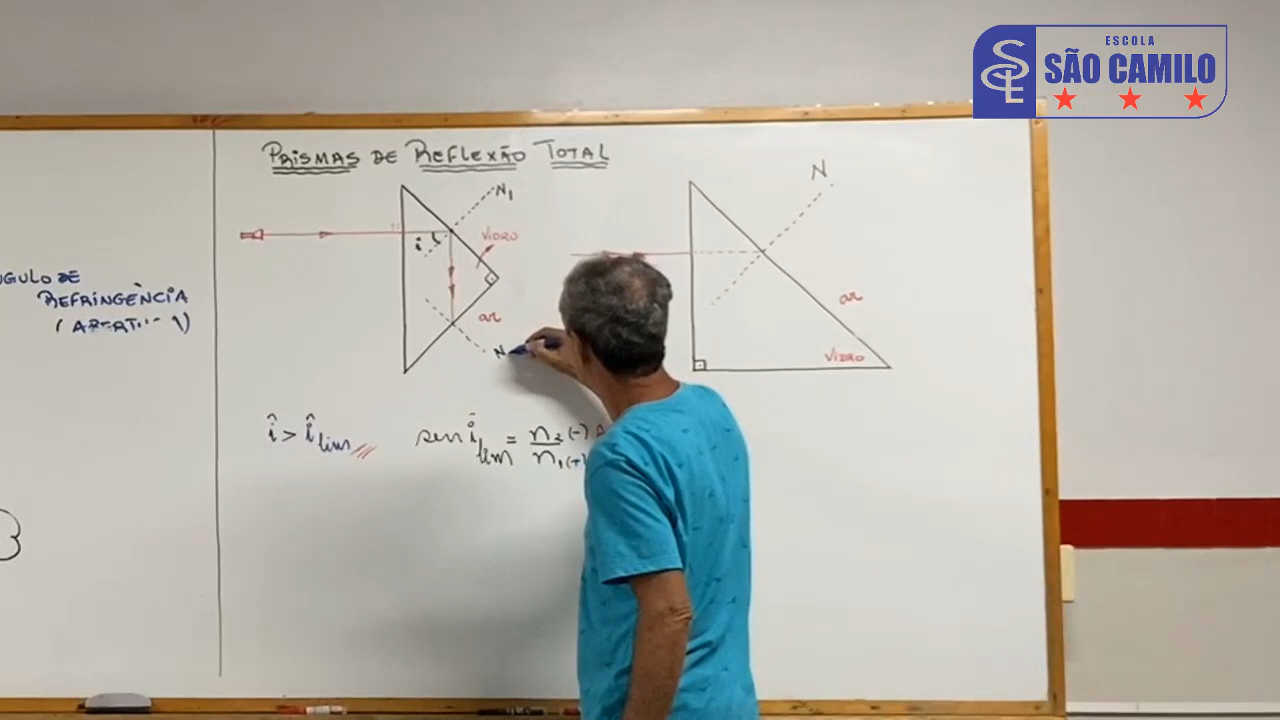 ESCOLA
SÃO CAMILO
PRISMAS DE REFLEXÃO TOTAL
N1
i
VIDRO
ar
N
N
ar
VIDRO
NGULO DE
REFRINGÊNCIA
î > î lim
sen î lim = n2 (-) / n1 (+)